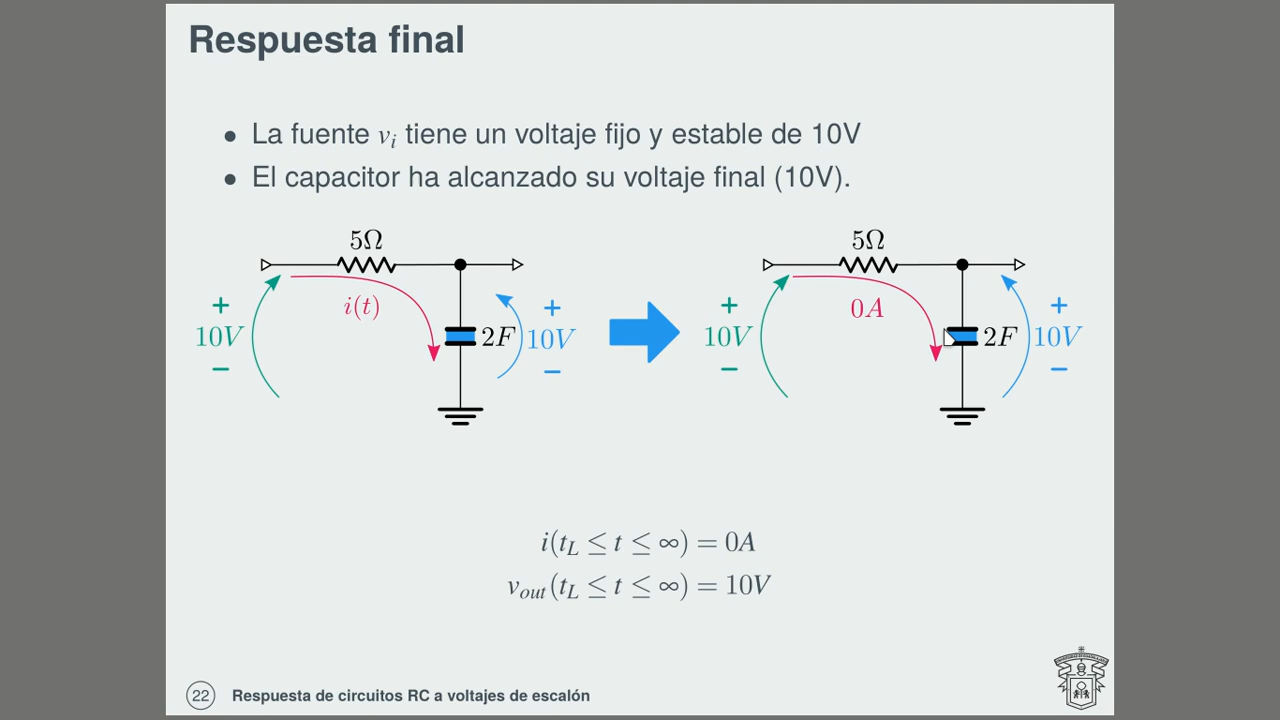 Respuesta final
• La fuente v_i tiene un voltaje fijo y estable de 10V
• El capacitor ha alcanzado su voltaje final (10V).
5Ω
i(t)
+
10V
−
2F
+
10V
−
5Ω
0A
+
10V
−
2F
+
10V
−
i(t_L ≤ t ≤ ∞) = 0A
v_out(t_L ≤ t ≤ ∞) = 10V
22 Respuesta de circuitos RC a voltajes de escalón